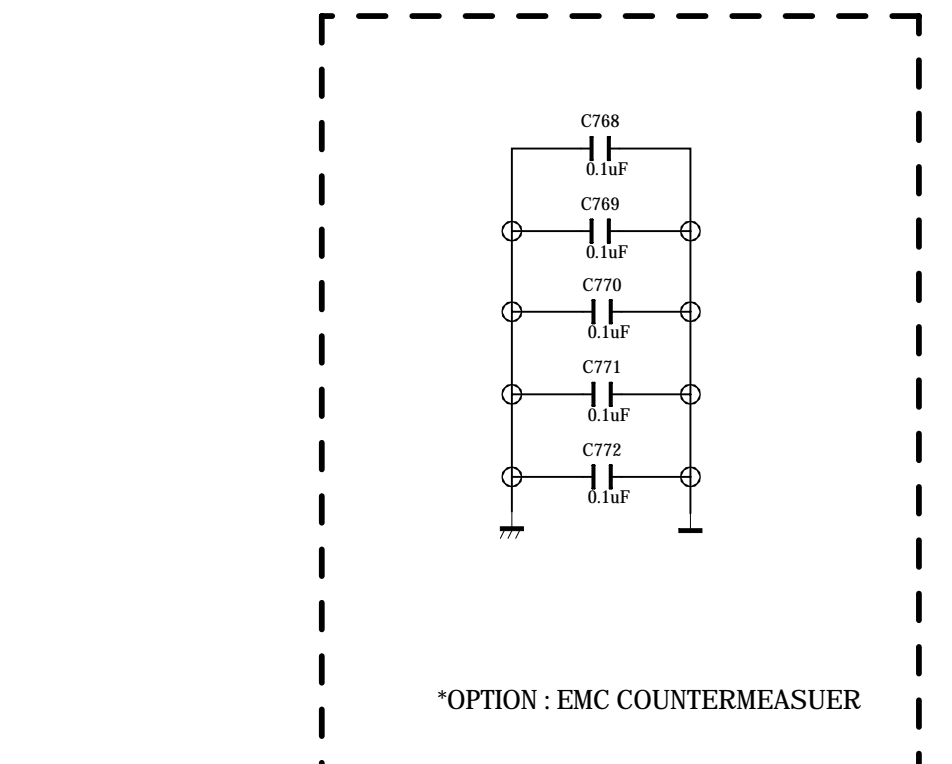 C768
0.1uF
C769
0.1uF
C770
0.1uF
C771
0.1uF
C772
0.1uF
*OPTION : EMC COUNTERMEASUER